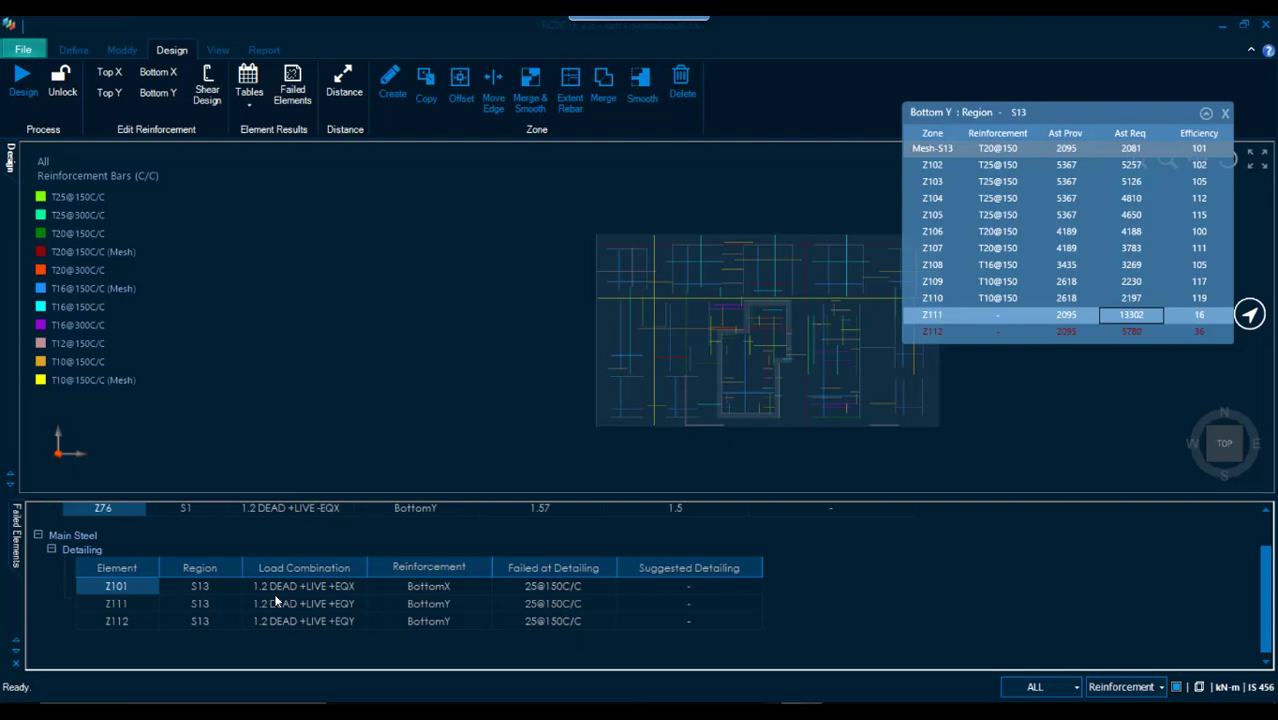 File Define Modify Design View Report
Design Unlock Top X Bottom X Top Y Bottom Y Shear Design Tables Failed Elements Distance Create Copy Offset Move Edge Merge & Smooth Extent Rebar Merge Smooth Delete
Process Edit Reinforcement Element Results Distance Zone
Bottom Y : Region - S13 X
Zone Reinforcement Ast Prov Ast Req Efficiency
Mesh-S13 T20@150 2095 2081 101
Z102 T25@150 5367 5257 102
Z103 T25@150 5367 5126 105
Z104 T25@150 5367 4810 112
Z105 T25@150 5367 4650 115
Z106 T20@150 4189 4188 100
Z107 T20@150 4189 3783 111
Z108 T16@150 3435 3269 105
Z109 T10@150 2618 2230 117
Z110 T10@150 2618 2197 119
Z111 - 2095 13302 16
Z112 - 2095 5780 36
Design
All
Reinforcement Bars (C/C)
T25@150C/C
T25@300C/C
T20@150C/C
T20@150C/C (Mesh)
T20@300C/C
T16@150C/C (Mesh)
T16@150C/C
T16@300C/C
T12@150C/C
T10@150C/C
T10@150C/C (Mesh)
N
W TOP E
S
Failed Elements
Z76 S1 1.2 DEAD +LIVE -EQX BottomY 1.57 1.5 -
Main Steel
Detailing
Element Region Load Combination Reinforcement Failed at Detailing Suggested Detailing
Z101 S13 1.2 DEAD +LIVE +EQX BottomX 25@150C/C -
Z111 S13 1.2 DEAD +LIVE +EQY BottomY 25@150C/C -
Z112 S13 1.2 DEAD +LIVE +EQY BottomY 25@150C/C -
Ready. ALL Reinforcement kN-m IS 456